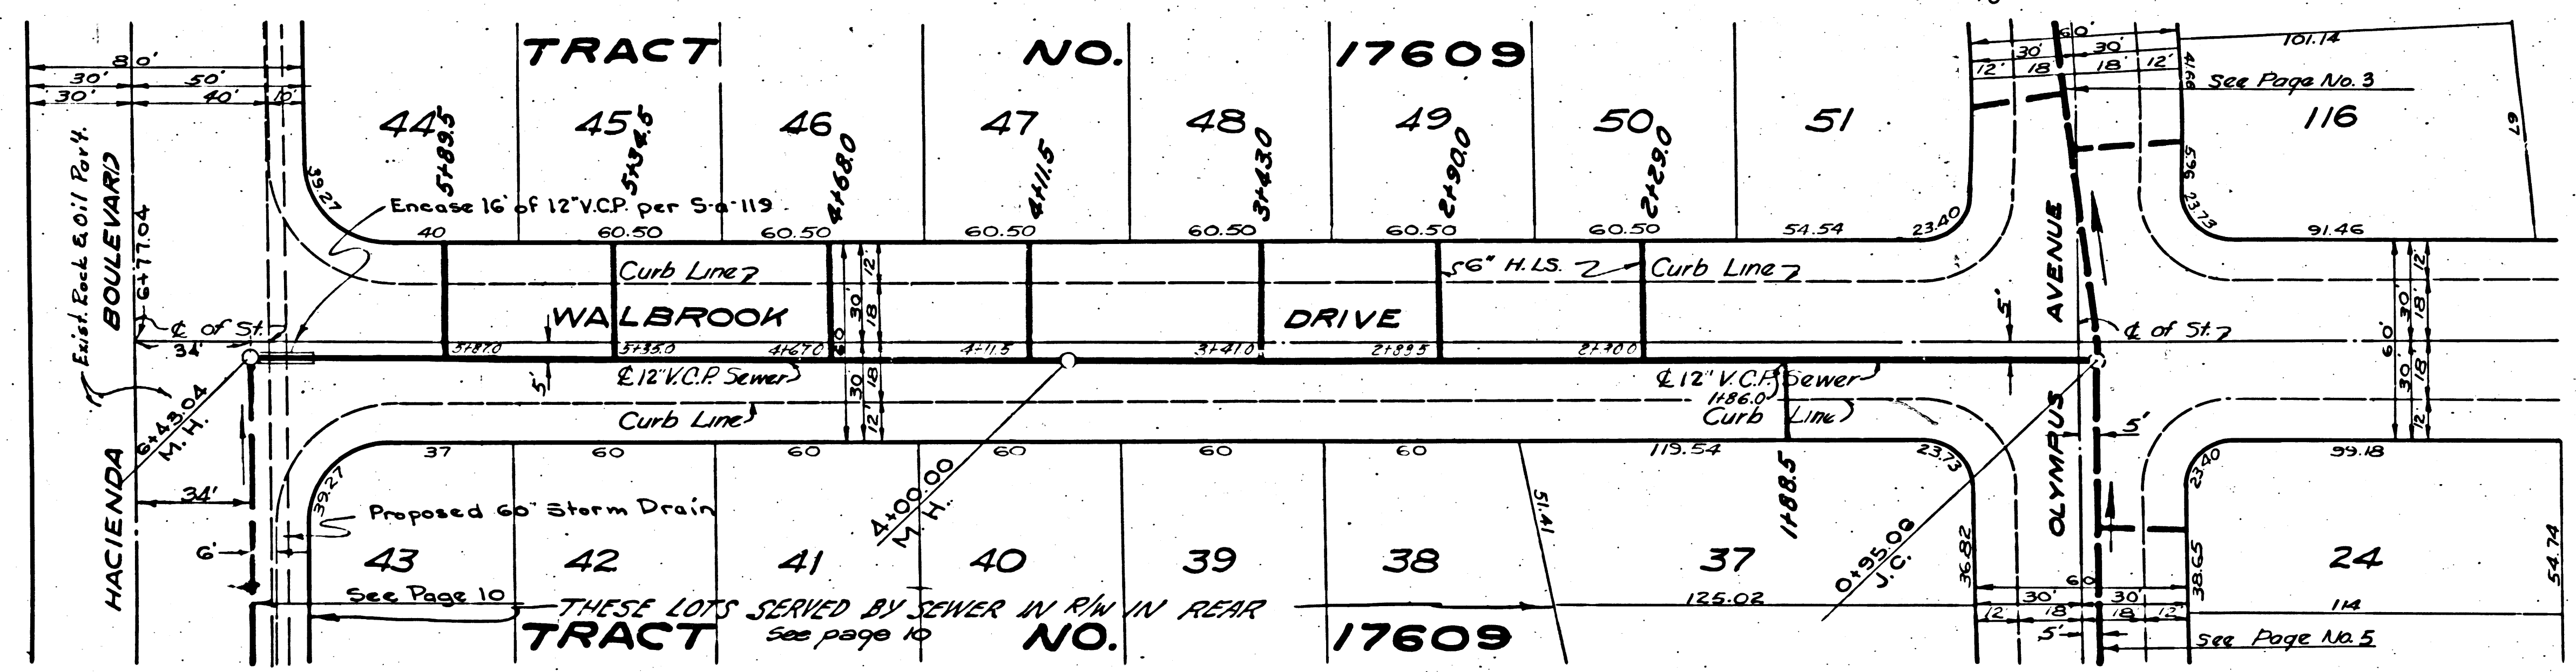 TRACT NO. 17609
80'
30' 50'
30' 40' 10'
60'
30' 30'
12' 18 18' 12'
101.14
41.66
See Page No. 3
44 45 46 47 48 49 50 51 116
5+89.5
5+34.5
4+68.0
4+11.5
3+43.0
2+90.0
2+29.0
67
5.96
39.27
Encase 16' of 12" V.C.P. per S-a-119
40 60.50 60.50 60.50 60.50 60.50 60.50 54.54 23.40
23.73
91.46
Exist. Rock & Oil Pav't.
BOULEVARD
6+77.04
Curb Line
6" H.L.S.
Curb Line
12'
30'
18'
60
WALBROOK DRIVE
AVENUE
5'
12'
30'
18'
60'
℄ of St.
34'
℄ of St.
5+87.0 5+35.0 4+67.0 4+11.5 3+41.0 2+89.5 2+30.0
5'
℄ 12" V.C.P. Sewer
℄ 12" V.C.P. Sewer
1+86.0
30
18'
12'
Curb Line
Curb Line
30'
18'
12'
6+43.04
M. H.
HACIENDA
OLYMPUS
5'
37 60 60 60 60 60 119.54 23.73
23.40
99.18
34'
39.27
Proposed 60" Storm Drain
4+00.00
M. H.
51.41
1+88.5
0+95.08
J.C.
36.82
38.65
54.74
6'
43 42 41 40 39 38 37 24
See Page 10
THESE LOTS SERVED BY SEWER IN R/W IN REAR
See page 10
125.02
60
30' 30'
12' 18' 18' 12'
5'
114
See Page No. 5
TRACT NO. 17609